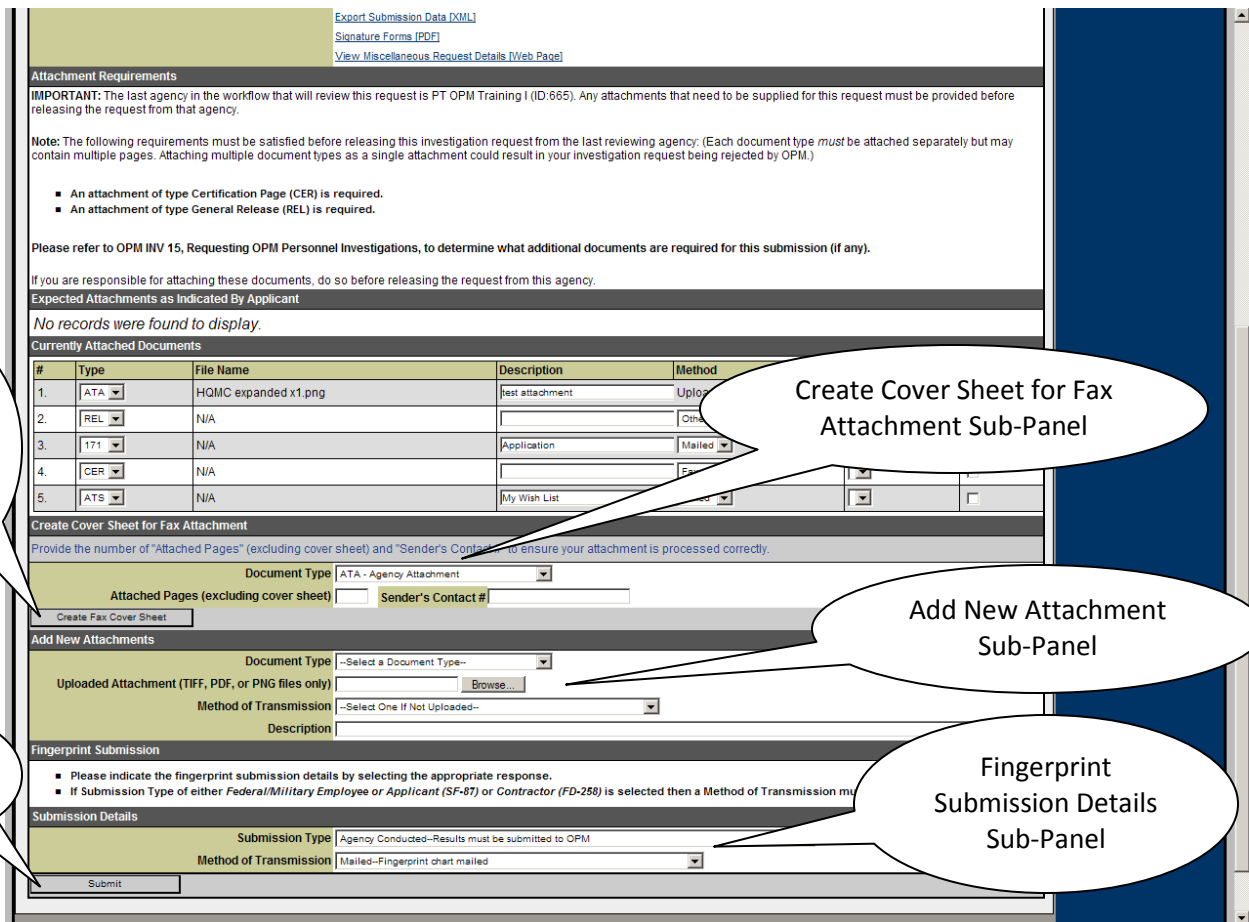 Export Submission Data [XML]
Signature Forms [PDF]
View Miscellaneous Request Details [Web Page]
Attachment Requirements
IMPORTANT: The last agency in the workflow that will review this request is PT OPM Training I (ID:665). Any attachments that need to be supplied for this request must be provided before
releasing the request from that agency.
Note: The following requirements must be satisfied before releasing this investigation request from the last reviewing agency: (Each document type must be attached separately but may
contain multiple pages. Attaching multiple document types as a single attachment could result in your investigation request being rejected by OPM.)
An attachment of type Certification Page (CER) is required.
An attachment of type General Release (REL) is required.
Please refer to OPM INV 15, Requesting OPM Personnel Investigations, to determine what additional documents are required for this submission (if any).
If you are responsible for attaching these documents, do so before releasing the request from this agency.
Expected Attachments as Indicated By Applicant
No records were found to display.
Currently Attached Documents
# Type File Name Description Method
1. ATA HQMC expanded x1.png test attachment
2. REL N/A
3. 171 N/A Application Mailed
4. CER N/A
5. ATS N/A My Wish List
Create Cover Sheet for Fax
Attachment Sub-Panel
Create Cover Sheet for Fax Attachment
Provide the number of "Attached Pages" (excluding cover sheet) and "Sender's Contact to ensure your attachment is processed correctly.
Document Type ATA - Agency Attachment
Attached Pages (excluding cover sheet) Sender's Contact #
Create Fax Cover Sheet
Add New Attachment
Sub-Panel
Add New Attachments
Document Type --Select a Document Type--
Uploaded Attachment (TIFF, PDF, or PNG files only) Browse...
Method of Transmission --Select One If Not Uploaded--
Description
Fingerprint Submission
Please indicate the fingerprint submission details by selecting the appropriate response.
If Submission Type of either Federal/Military Employee or Applicant (SF-87) or Contractor (FD-258) is selected then a Method of Transmission
Fingerprint
Submission Details
Sub-Panel
Submission Details
Submission Type Agency Conducted--Results must be submitted to OPM
Method of Transmission Mailed--Fingerprint chart mailed
Submit